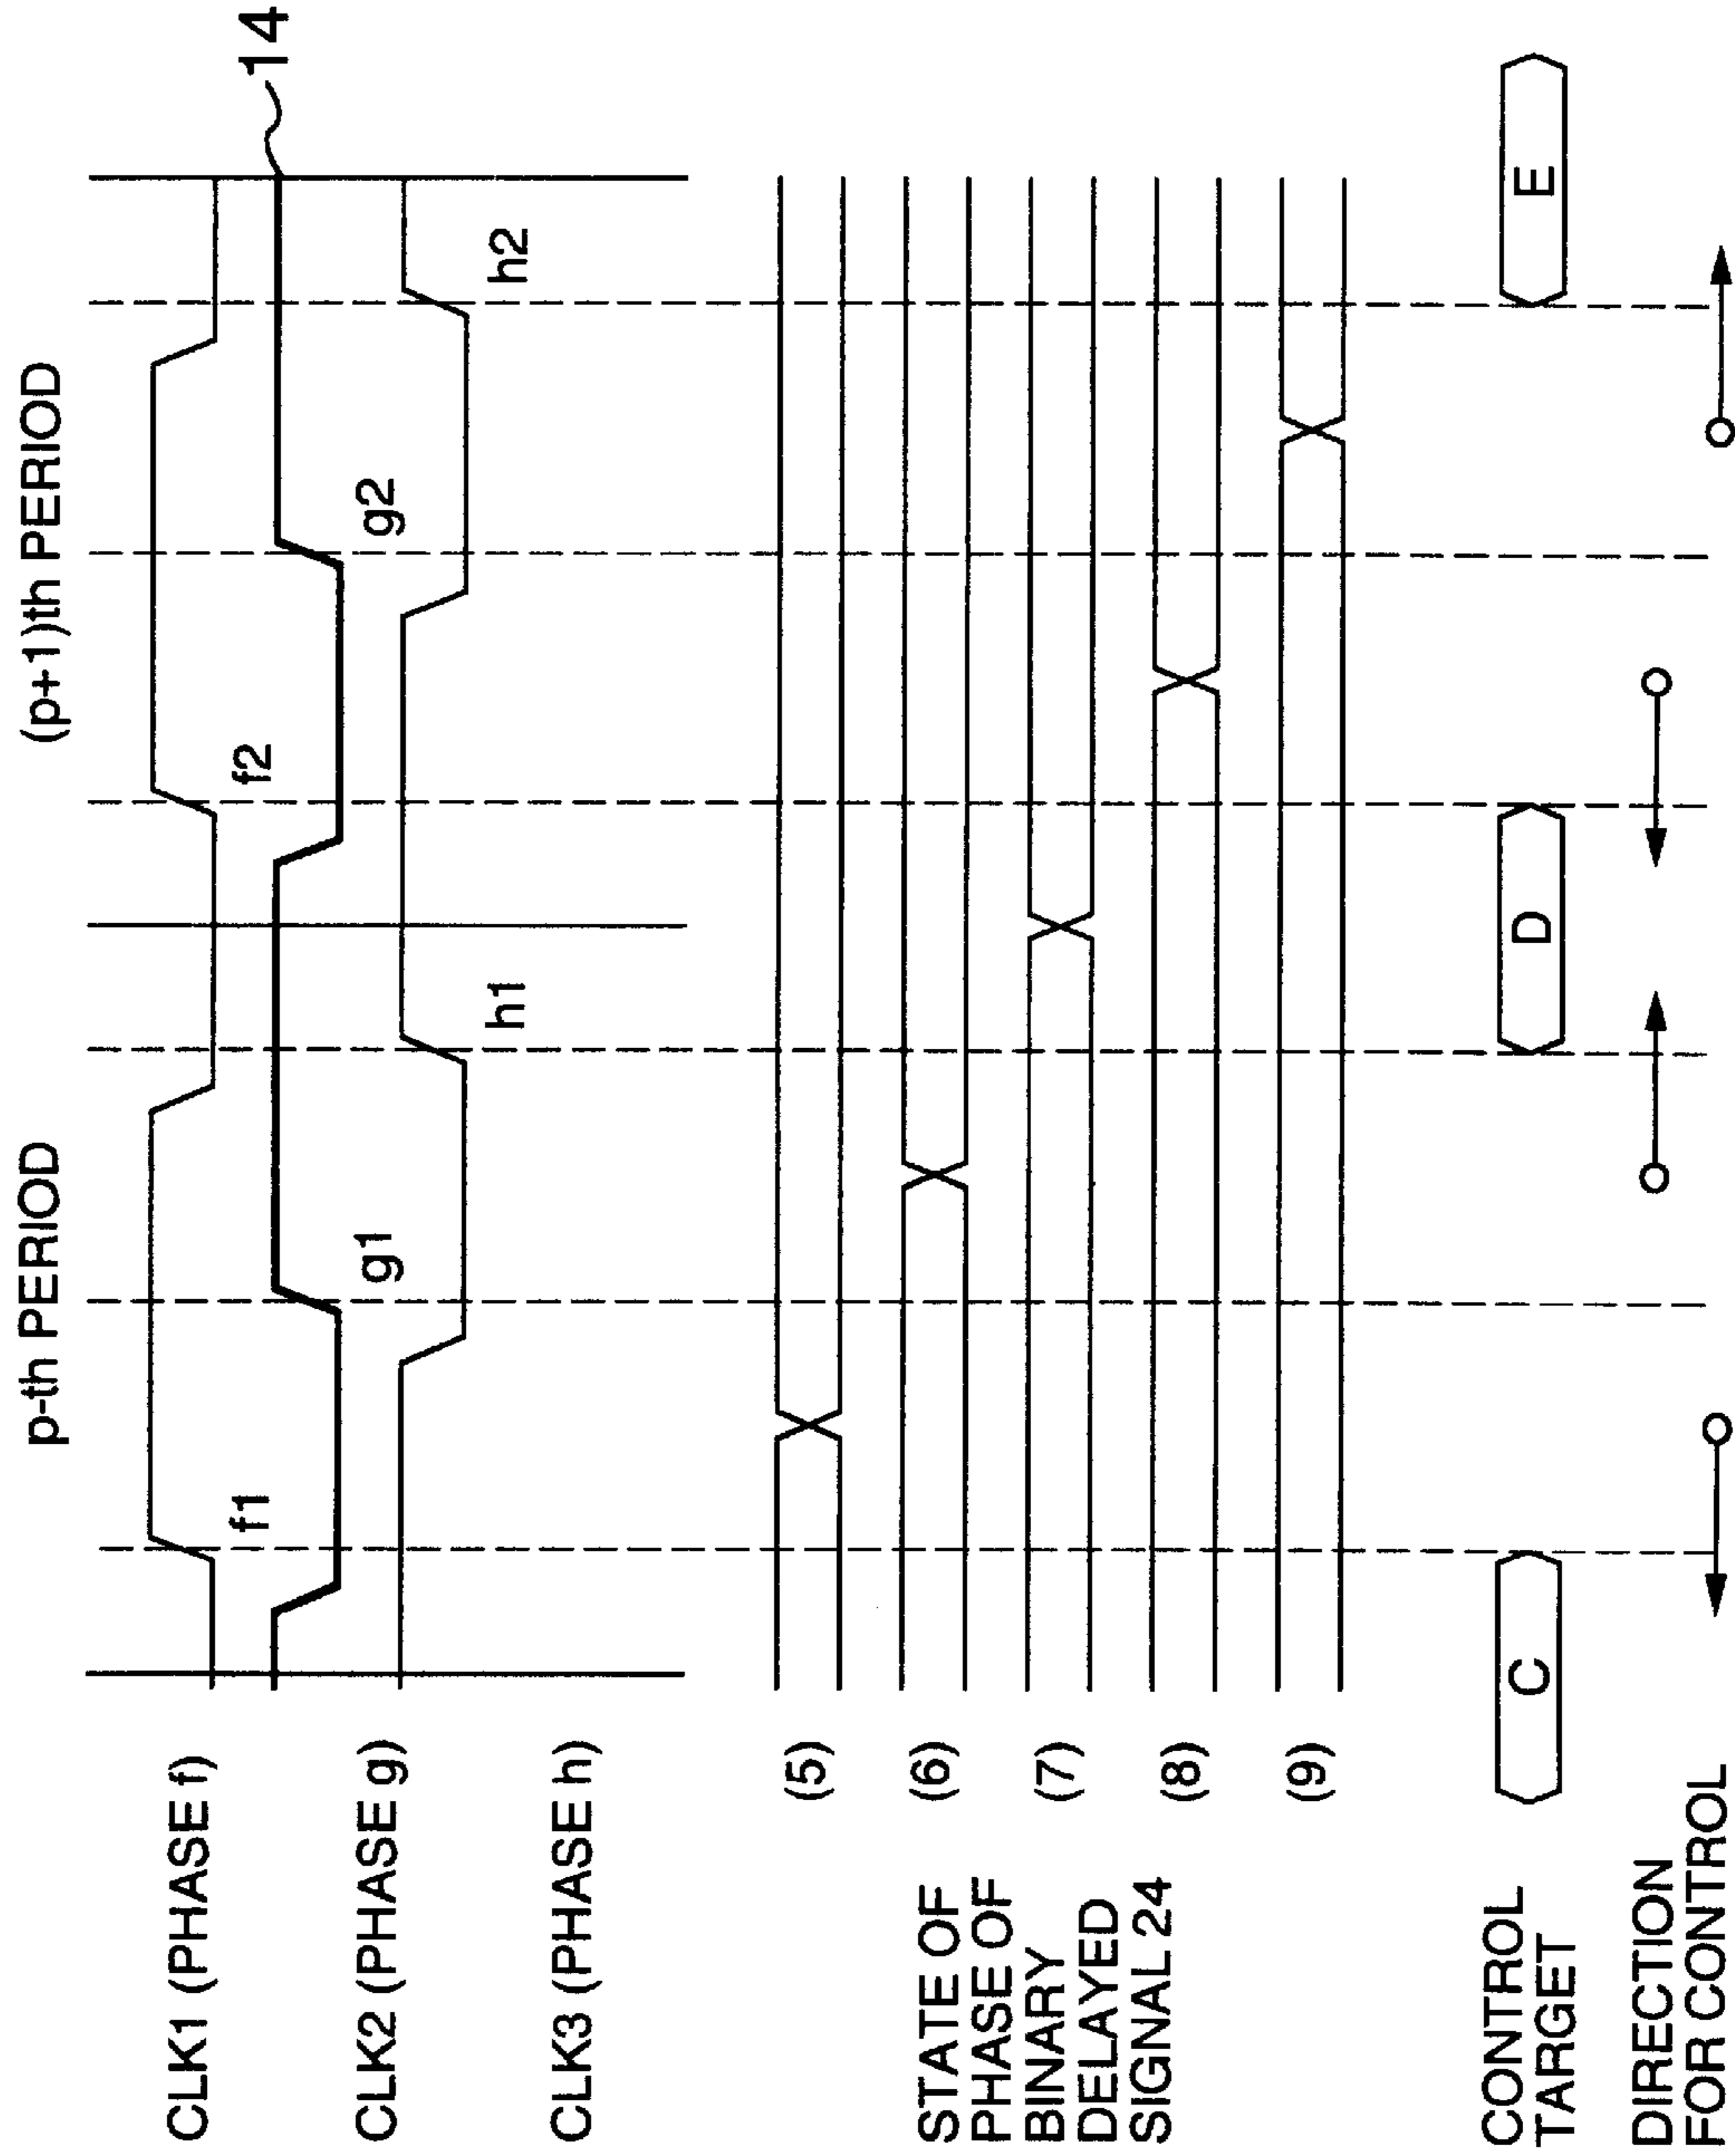 p-th PERIOD
(p+1)th PERIOD
14
CLK1 (PHASE f)
f1
f2
CLK2 (PHASE g)
g1
g2
CLK3 (PHASE h)
h1
h2
STATE OF
PHASE OF
BINARY
DELAYED
SIGNAL 24
(5)
(6)
(7)
(8)
(9)
CONTROL
TARGET
C
D
E
DIRECTION
FOR CONTROL